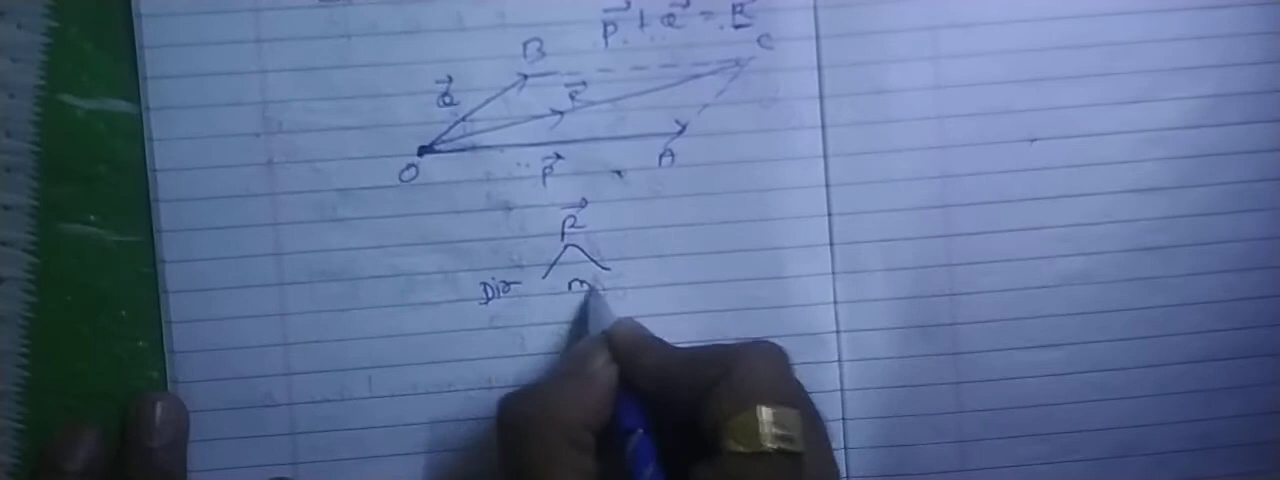 P⃗ + Q⃗ = R⃗
B
C
Q⃗
R⃗
O
P⃗
A
R⃗
Dir m